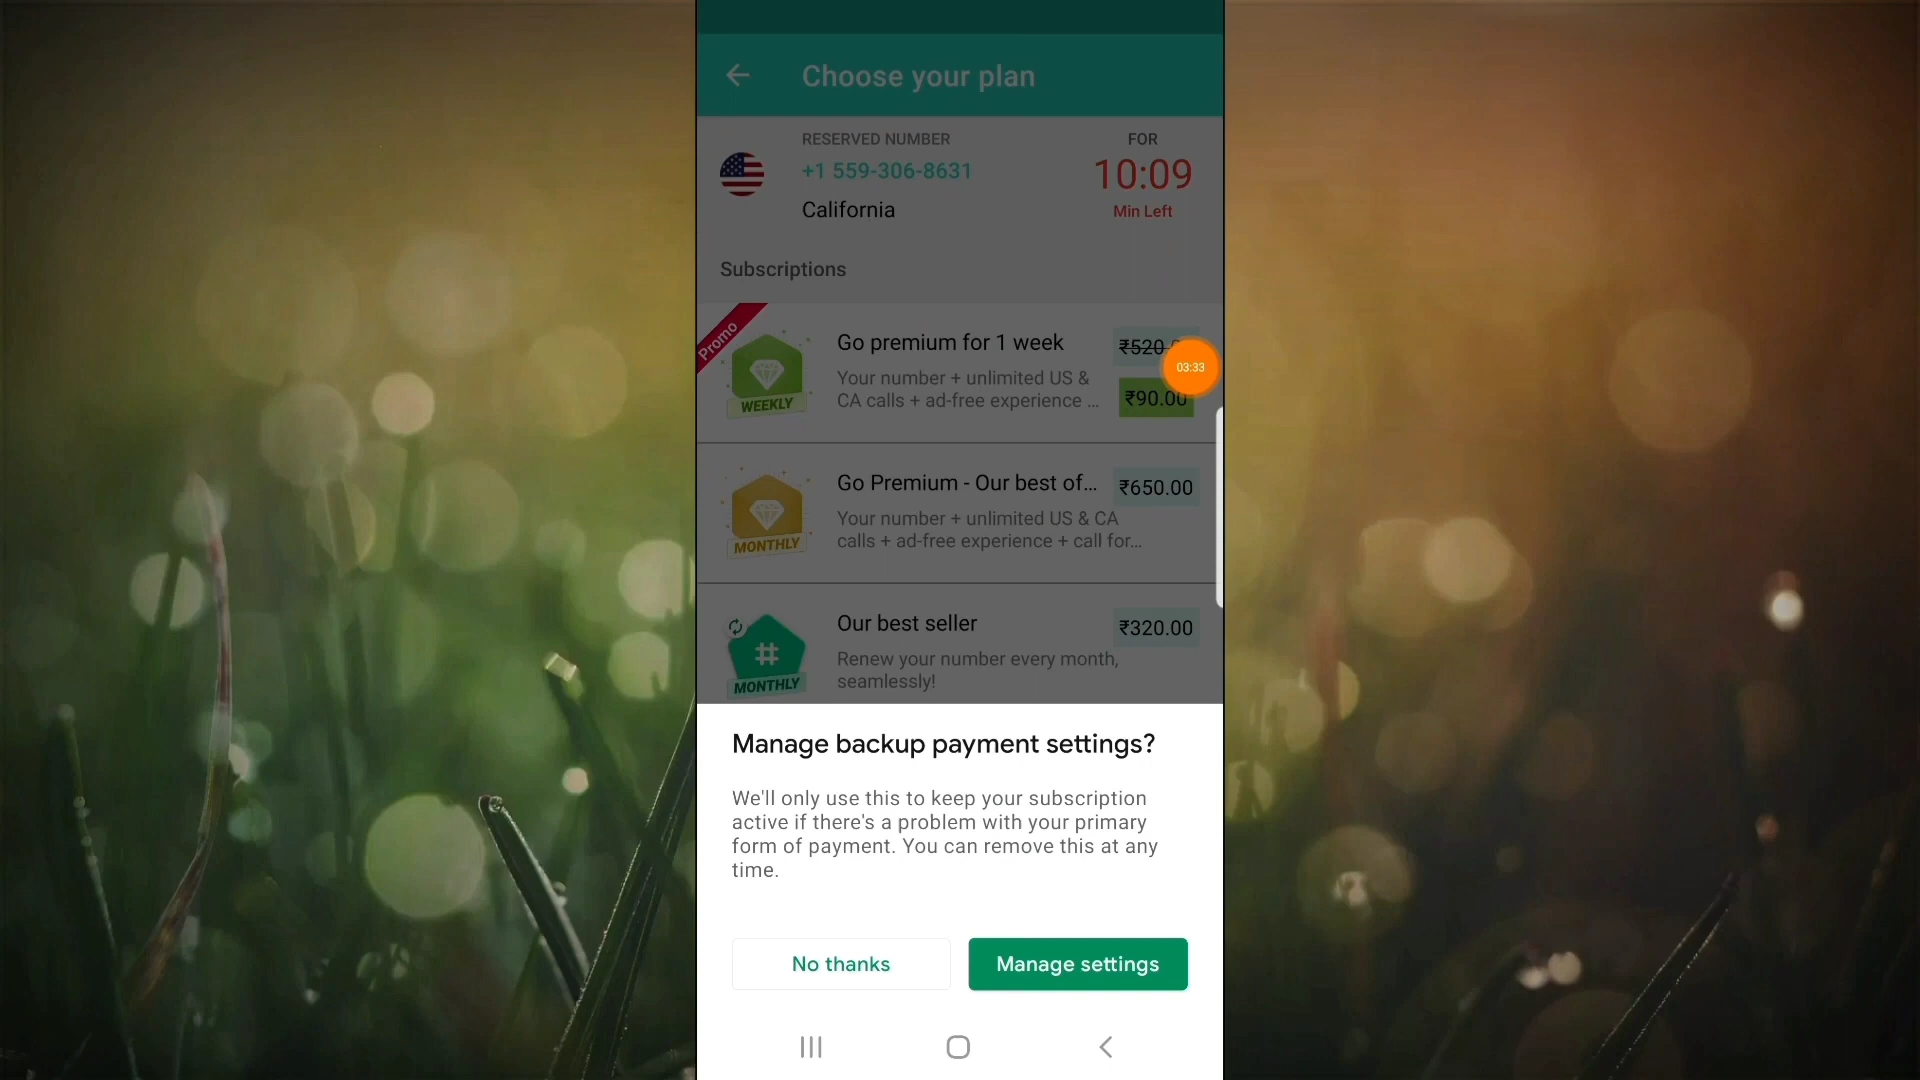 Choose your plan
RESERVED NUMBER
+1 559-306-8631
California
FOR
10:09
Min Left
Subscriptions
Promo
WEEKLY
Go premium for 1 week
Your number + unlimited US &
CA calls + ad-free experience ...
₹520.
03:33
₹90.00
MONTHLY
Go Premium - Our best of...
Your number + unlimited US & CA
calls + ad-free experience + call for...
₹650.00
#
MONTHLY
Our best seller
Renew your number every month,
seamlessly!
₹320.00
Manage backup payment settings?
We'll only use this to keep your subscription
active if there's a problem with your primary
form of payment. You can remove this at any
time.
No thanks
Manage settings